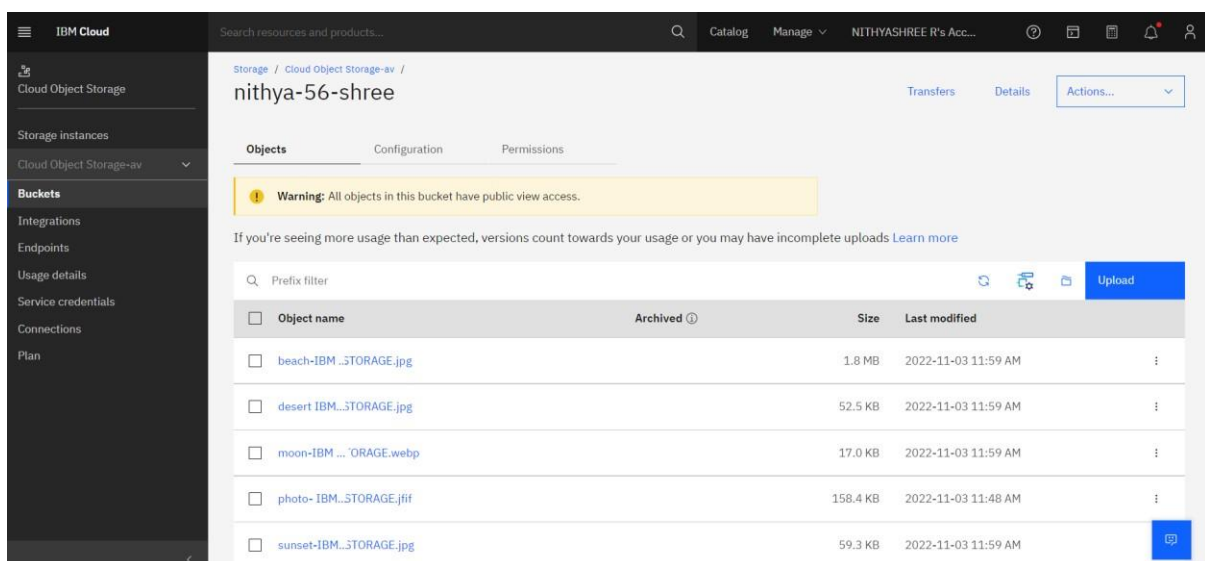 IBM Cloud
Search resources and products...
Catalog
Manage
NITHYASHREE R's Acc...
Cloud Object Storage
Storage instances
Cloud Object Storage-av
Buckets
Integrations
Endpoints
Usage details
Service credentials
Connections
Plan
Storage / Cloud Object Storage-av /
nithya-56-shree
Transfers
Details
Actions...
Objects
Configuration
Permissions
Warning: All objects in this bucket have public view access.
If you're seeing more usage than expected, versions count towards your usage or you may have incomplete uploads Learn more
Prefix filter
Upload
Object name Archived Size Last modified
beach-IBM ..STORAGE.jpg 1.8 MB 2022-11-03 11:59 AM
desert IBM...STORAGE.jpg 52.5 KB 2022-11-03 11:59 AM
moon-IBM ... ORAGE.webp 17.0 KB 2022-11-03 11:59 AM
photo- IBM...STORAGE.jfif 158.4 KB 2022-11-03 11:48 AM
sunset-IBM...STORAGE.jpg 59.3 KB 2022-11-03 11:59 AM